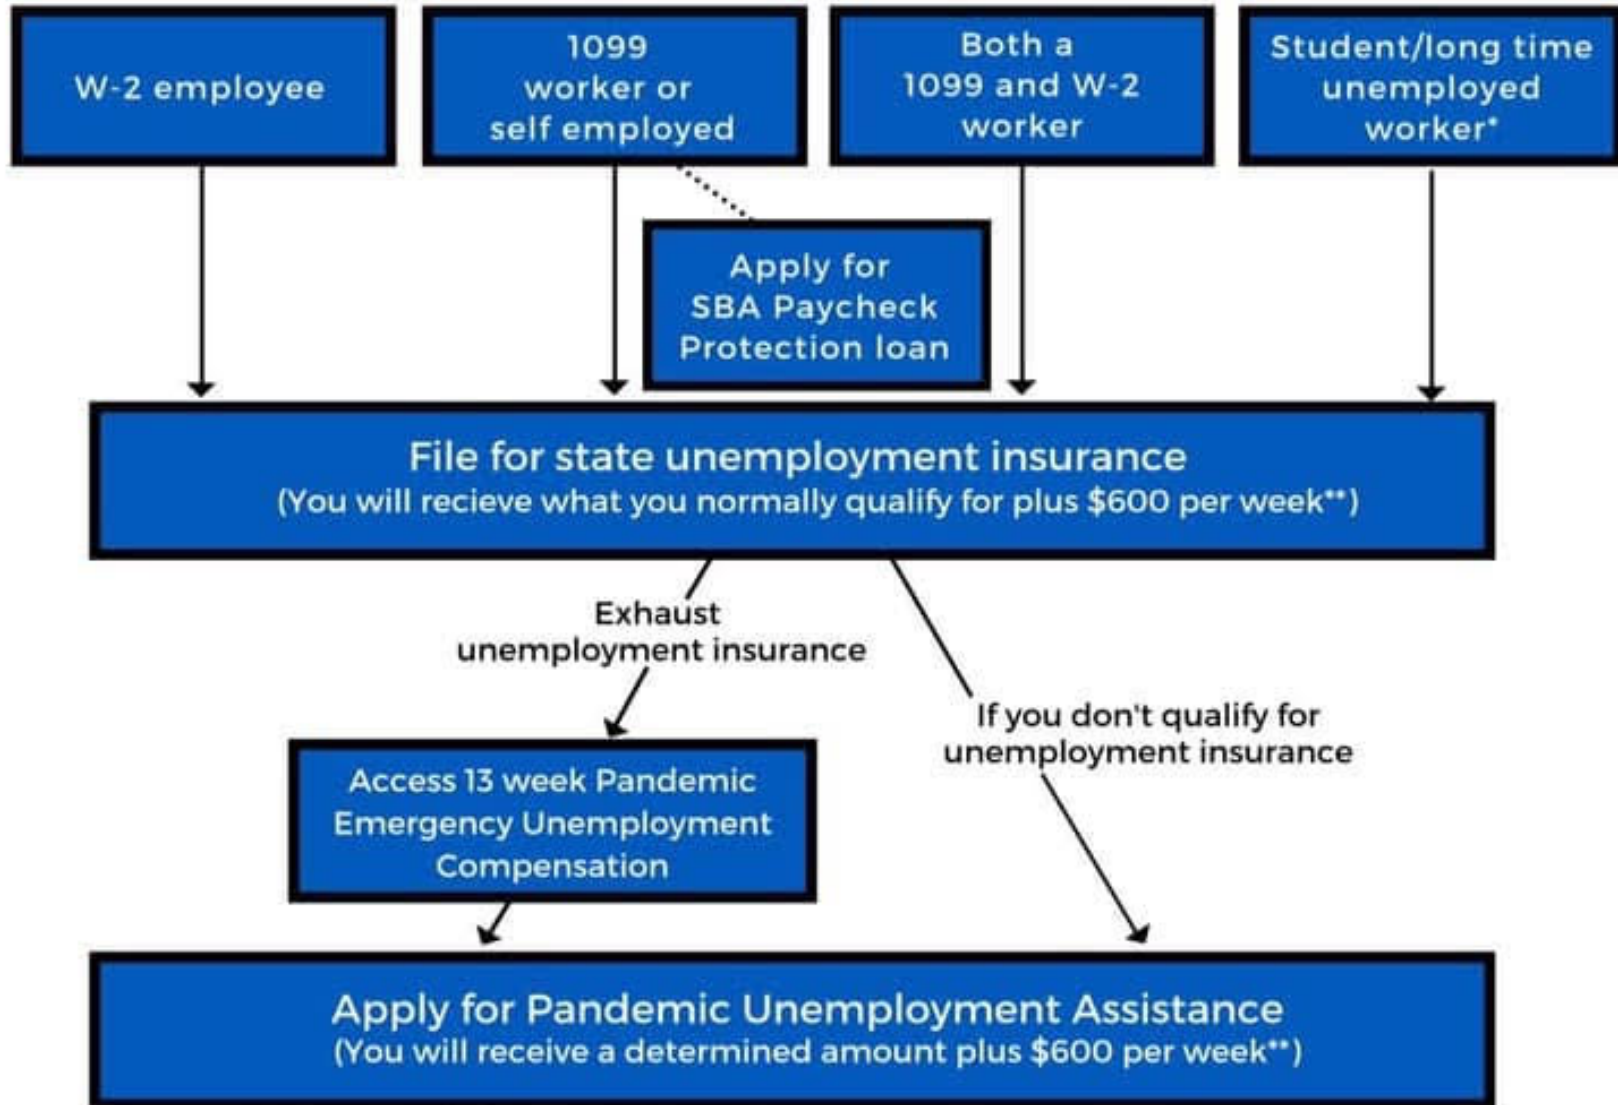 W-2 employee
1099
worker or
self employed
Both a
1099 and W-2
worker
Student/long time
unemployed
worker*
Apply for
SBA Paycheck
Protection loan
File for state unemployment insurance
(You will recieve what you normally qualify for plus $600 per week**)
Exhaust
unemployment insurance
If you don't qualify for
unemployment insurance
Access 13 week Pandemic
Emergency Unemployment
Compensation
Apply for Pandemic Unemployment Assistance
(You will receive a determined amount plus $600 per week**)